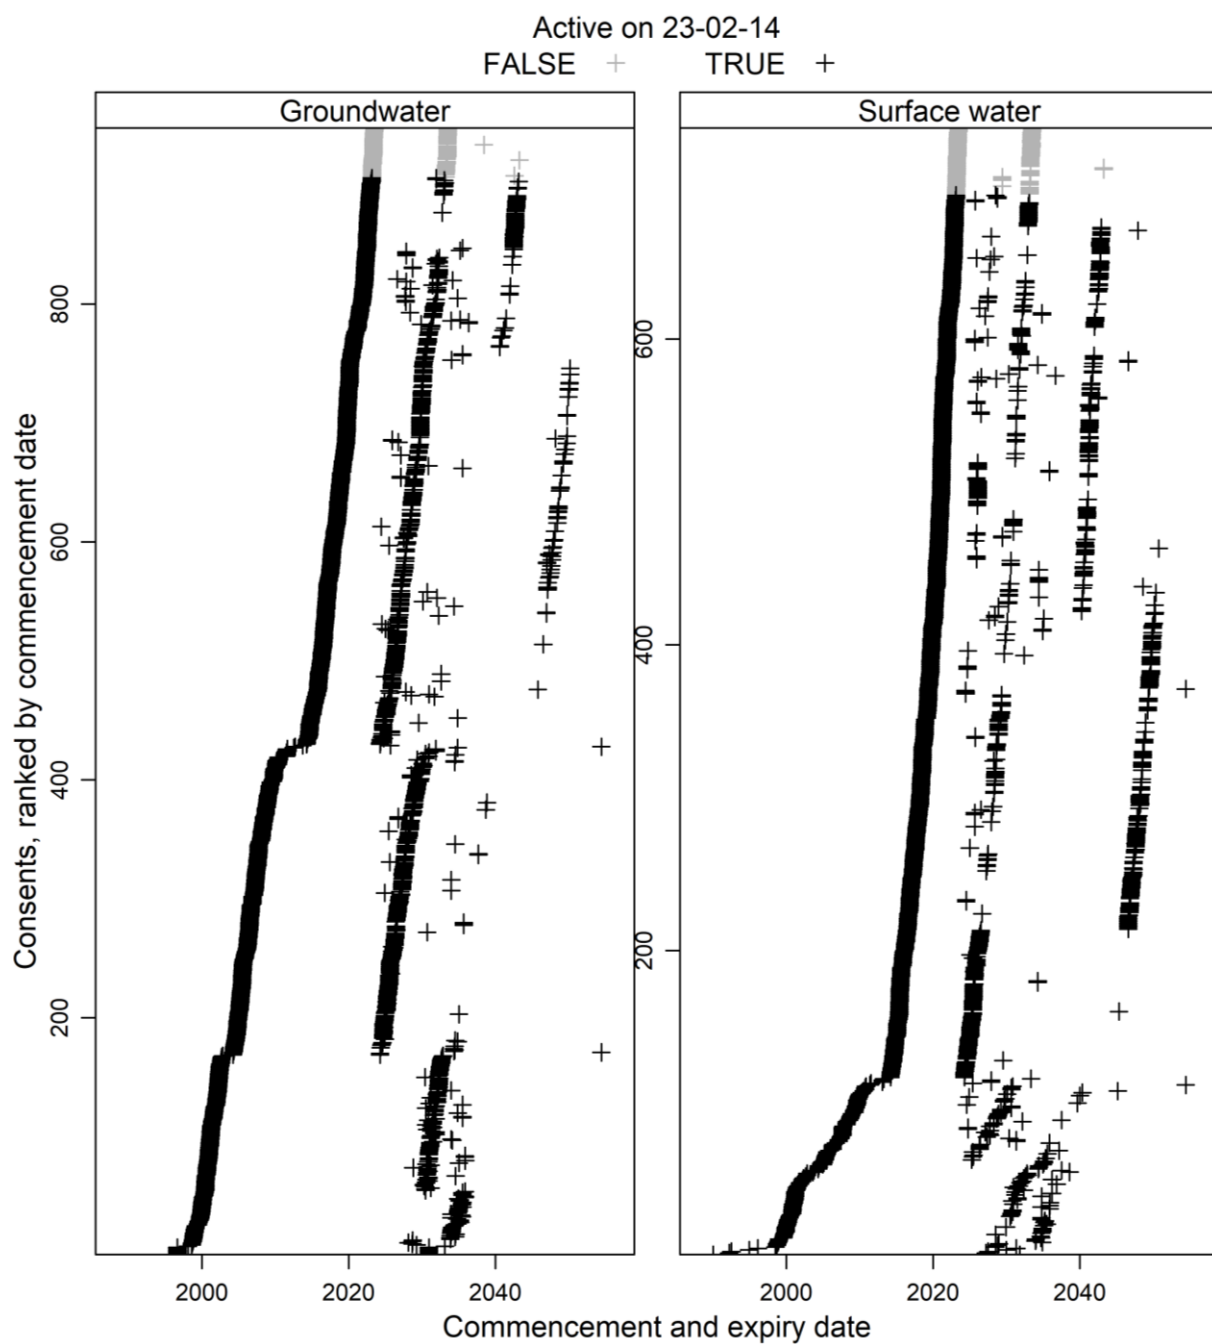 Active on 23-02-14
FALSE + TRUE +
Groundwater
Surface water
Consents, ranked by commencement date
800
600
400
200
600
400
200
2000 2020 2040
2000 2020 2040
Commencement and expiry date